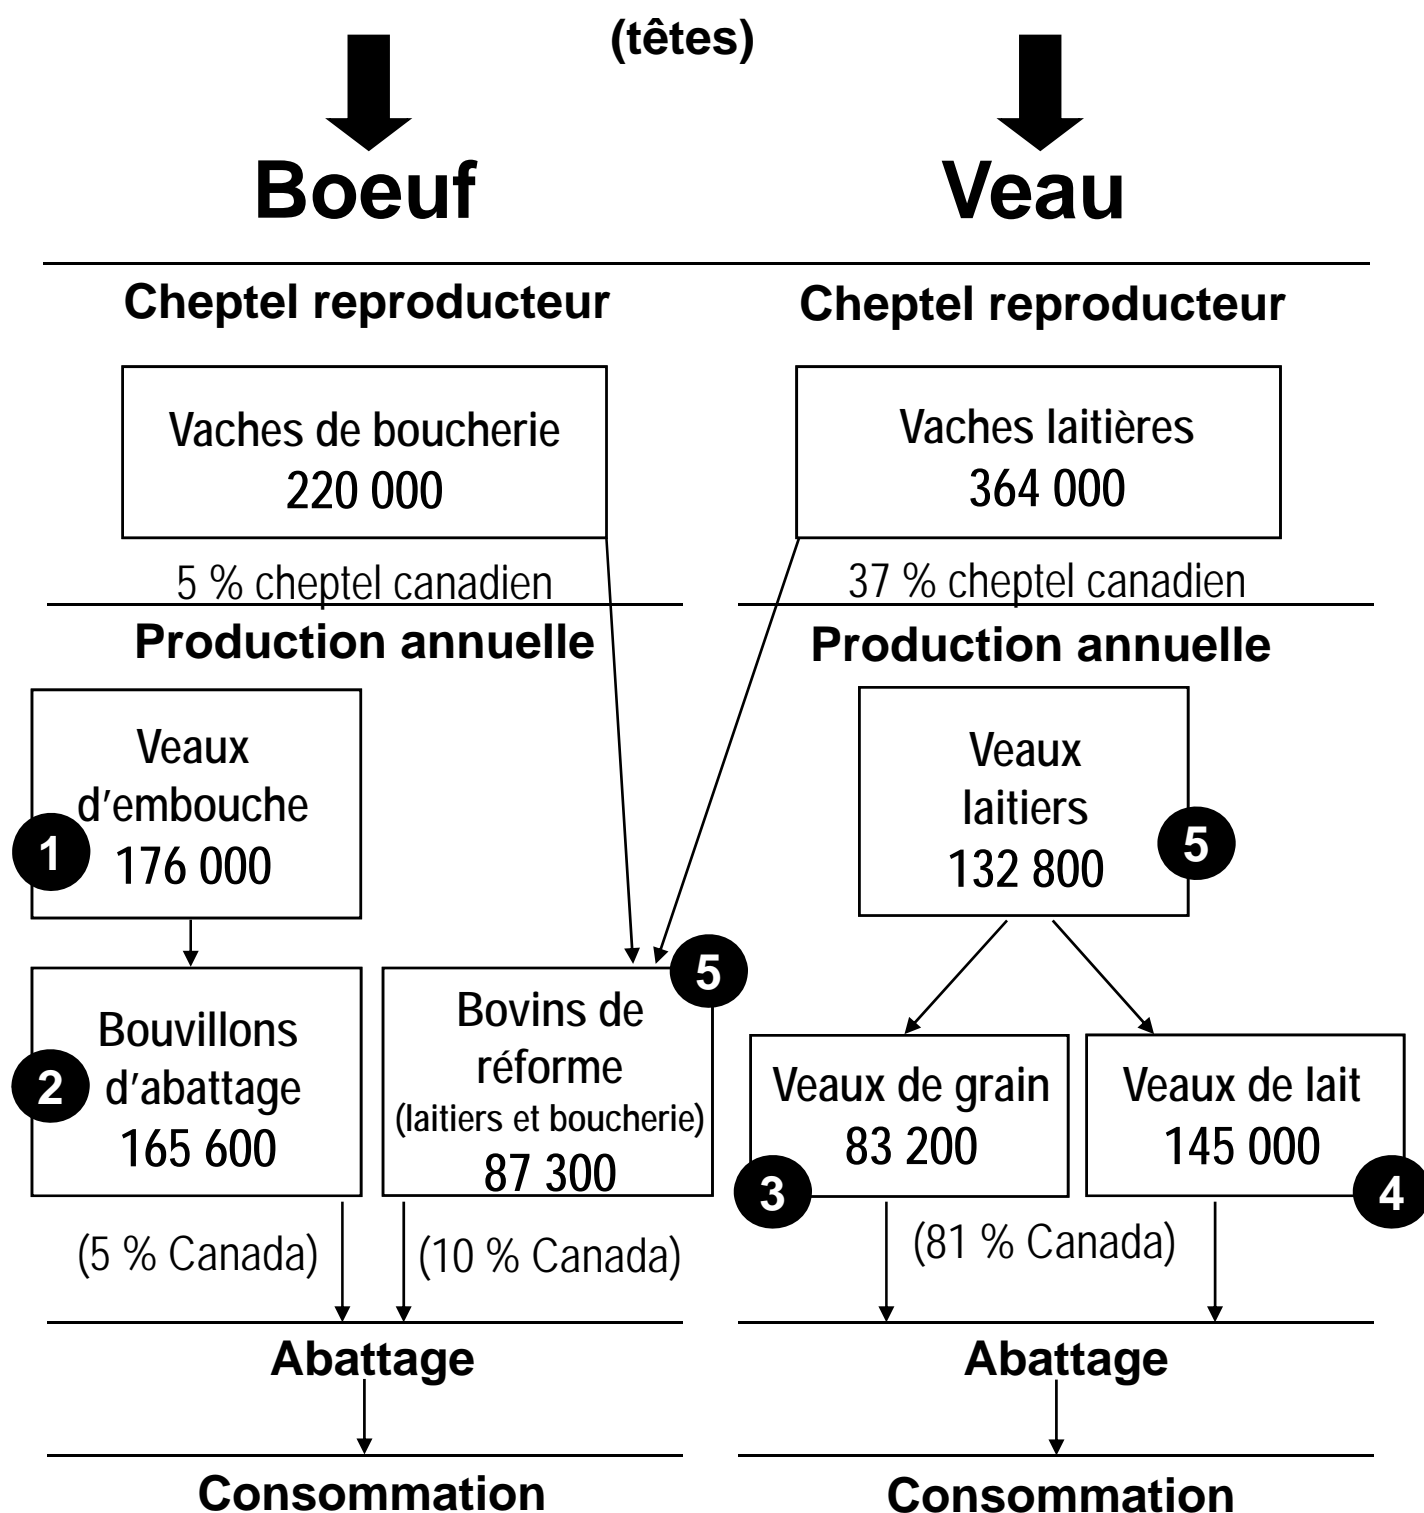 (têtes)
Boeuf
Veau
Cheptel reproducteur
Cheptel reproducteur
Vaches de boucherie
220 000
Vaches laitières
364 000
5 % cheptel canadien
37 % cheptel canadien
Production annuelle
Production annuelle
Veaux
d'embouche
1
176 000
Veaux
laitiers
132 800
5
Bouvillons
d'abattage
2
165 600
5
Bovins de
réforme
(laitiers et boucherie)
87 300
Veaux de grain
83 200
3
Veaux de lait
145 000
4
(5 % Canada)
(10 % Canada)
(81 % Canada)
Abattage
Abattage
Consommation
Consommation